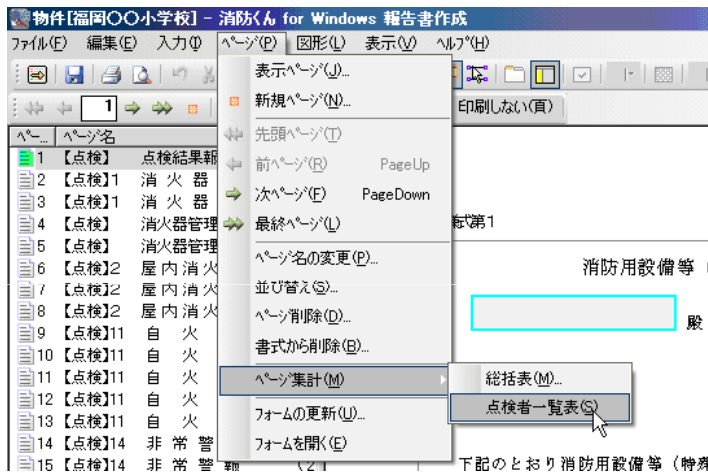 物件[福岡〇〇小学校] - 消防くん for Windows 報告書作成
ファイル(F) 編集(E) 入力(I) ページ(P) 図形(L) 表示(V) ヘルプ(H)
表示ページ(J)...
新規ページ(N)...
先頭ページ(T)
前ページ(R) PageUp
次ページ(F) PageDown
最終ページ(L)
ページ名の変更(P)...
並び替え(S)...
ページ削除(D)...
書式から削除(B)...
ページ集計(M)
フォームの更新(U)...
フォームを開く(E)
総括表(M)...
点検者一覧表(S)
1
印刷しない(頁)
ペー... ページ名
1 【点検】 点検結果報
2 【点検】1 消 火 器
3 【点検】1 消 火 器
4 【点検】 消火器管理
5 【点検】 消火器管理
6 【点検】2 屋 内 消 火
7 【点検】2 屋 内 消 火
8 【点検】2 屋 内 消 火
9 【点検】11 自 火
10 【点検】11 自 火
11 【点検】11 自 火
12 【点検】11 自 火
13 【点検】11 自 火
14 【点検】14 非 常 警
15 【点検】14 非 常 警 報 (2)
式第1
消防用設備等
殿
下記のとおり消防用設備等（特殊